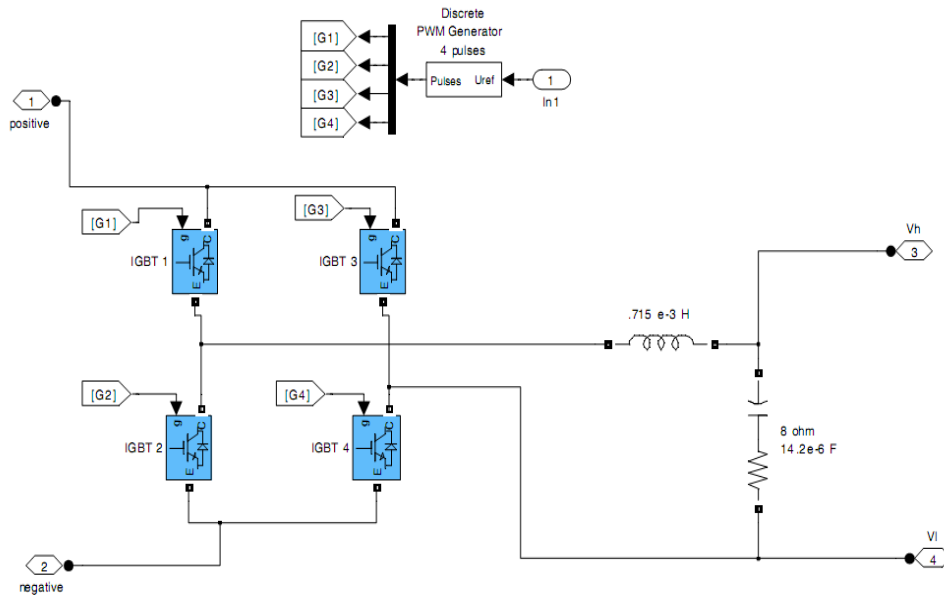 Discrete
PWM Generator
4 pulses
[G1]
[G2]
[G3]
[G4]
Pulses Uref
1
In1
1
positive
[G1]
g C
E
IGBT 1
[G3]
g C
E
IGBT 3
Vh
3
.715 e-3 H
[G2]
g C
E
IGBT 2
[G4]
g C
E
IGBT 4
8 ohm
14.2e-6 F
2
negative
Vl
4